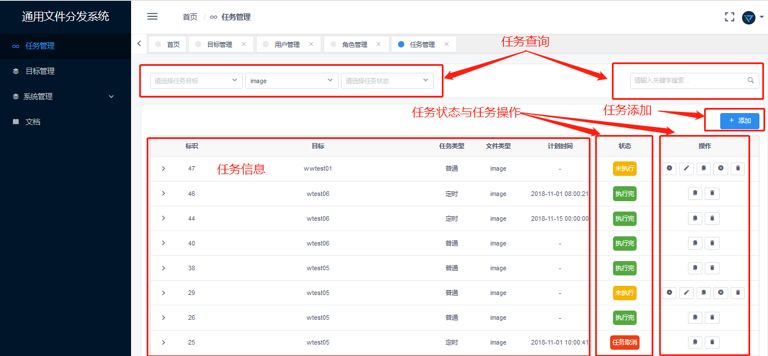 通用文件分发系统
首页 / 任务管理
任务管理
目标管理
系统管理
文档
首页
目标管理
用户管理
角色管理
任务管理
任务查询
请选择任务目标
image
请选择任务状态
请输入关键字搜索
任务状态与任务操作
任务添加
+ 添加
标识 目标 任务类型 文件类型 计划时间 状态 操作
任务信息
47 wwtest01 普通 image - 未执行
46 wtest06 定时 image 2018-11-01 08:00:21 执行完
44 wtest06 定时 image 2018-11-15 00:00:00 执行完
40 wtest06 普通 image - 执行完
38 wtest05 普通 image - 执行完
29 wtest05 普通 image - 未执行
26 wtest05 普通 image - 执行完
25 wtest05 定时 image 2018-11-01 10:00:41 任务取消